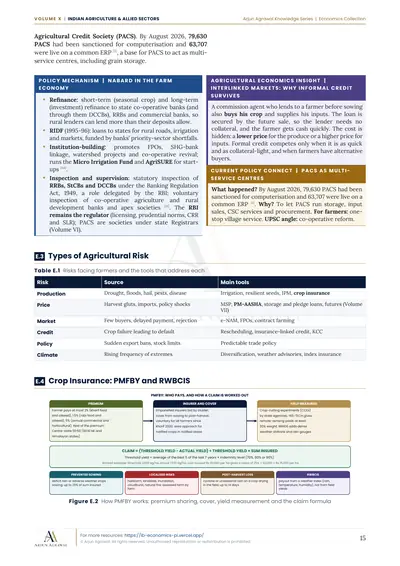 VOLUME X | INDIAN AGRICULTURE & ALLIED SECTORS
Arjun Agrawal Knowledge Series | Economics Collection
Agricultural Credit Society (PACS). By August 2026, 79,630
PACS had been sanctioned for computerisation and 63,707
were live on a common ERP, a base for PACS to act as multi-
service centres, including grain storage.
POLICY MECHANISM | NABARD IN THE FARM
ECONOMY
• Refinance: short-term (seasonal crop) and long-term
(investment) refinance to state co-operative banks (and
through them DCCBs), RRBs and commercial banks, so
rural lenders can lend more than their deposits allow.
• RIDF (1995-96): loans to states for rural roads, irrigation
and markets, funded by banks' priority-sector shortfalls.
• Institution-building: promotes FPOs, SHG-bank
linkage, watershed projects and co-operative revival;
runs the Micro Irrigation Fund and AgriSURE for start-
ups
• Inspection and supervision: statutory inspection of
RRBs, StCBs and DCCBs under the Banking Regulation
Act, 1949, a role delegated by the RBI; voluntary
inspection of co-operative agriculture and rural
development banks and apex societies. The RBI
remains the regulator (licensing, prudential norms, CRR
and SLR); PACS are societies under state Registrars
(Volume VI).
AGRICULTURAL ECONOMICS INSIGHT |
INTERLINKED MARKETS: WHY INFORMAL CREDIT
SURVIVES
A commission agent who lends to a farmer before sowing
also buys his crop and supplies his inputs. The loan is
secured by the future sale, so the lender needs no
collateral, and the farmer gets cash quickly. The cost is
hidden: a lower price for the produce or a higher price for
inputs. Formal credit competes only when it is as quick
and as collateral-light, and when farmers have alternative
buyers.
CURRENT POLICY CONNECT | PACS AS MULTI-
SERVICE CENTRES
What happened? By August 2026, 79,630 PACS had been
sanctioned for computerisation and 63,707 were live on a
common ERP. Why? To let PACS run storage, input
sales, CSC services and procurement. For farmers: one-
stop village service. UPSC angle: co-operative reform.
E.3 Types of Agricultural Risk
Table E.1 Risks facing farmers and the tools that address each
Risk Source Main tools
Production Drought, floods, hail, pests, disease Irrigation, resilient seeds, IPM, crop insurance
Price Harvest gluts, imports, policy shocks MSP, PM-AASHA, storage and pledge loans, futures (Volume
VII)
Market Few buyers, delayed payment, rejection e-NAM, FPOs, contract farming
Credit Crop failure leading to default Rescheduling, insurance-linked credit, KCC
Policy Sudden export bans, stock limits Predictable trade policy
Climate Rising frequency of extremes Diversification, weather advisories, index insurance
E.4 Crop Insurance: PMFBY and RWBCIS
PMFBY: WHO PAYS, AND HOW A CLAIM IS WORKED OUT
PREMIUM
INSURER AND COVER
YIELD MEASURE
CLAIM = (THRESHOLD YIELD - ACTUAL YIELD) ÷ THRESHOLD YIELD × SUM INSURED
PREVENTED SOWING
LOCALISED RISKS
POST-HARVEST LOSS
RWBCIS
Figure E.2 How PMFBY works: premium sharing, cover, yield measurement and the claim formula
ARJUN AGRAWAL
For more resources: https://ib-economics-pi.vercel.app/
15